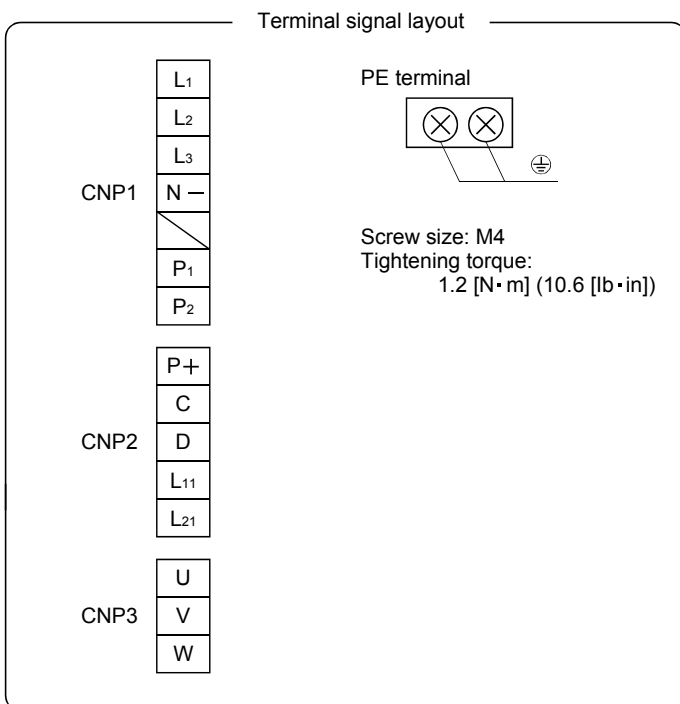 Terminal signal layout
CNP1
L1
L2
L3
N −
P1
P2
CNP2
P+
C
D
L11
L21
CNP3
U
V
W
PE terminal
Screw size: M4
Tightening torque:
1.2 [N·m] (10.6 [lb·in])